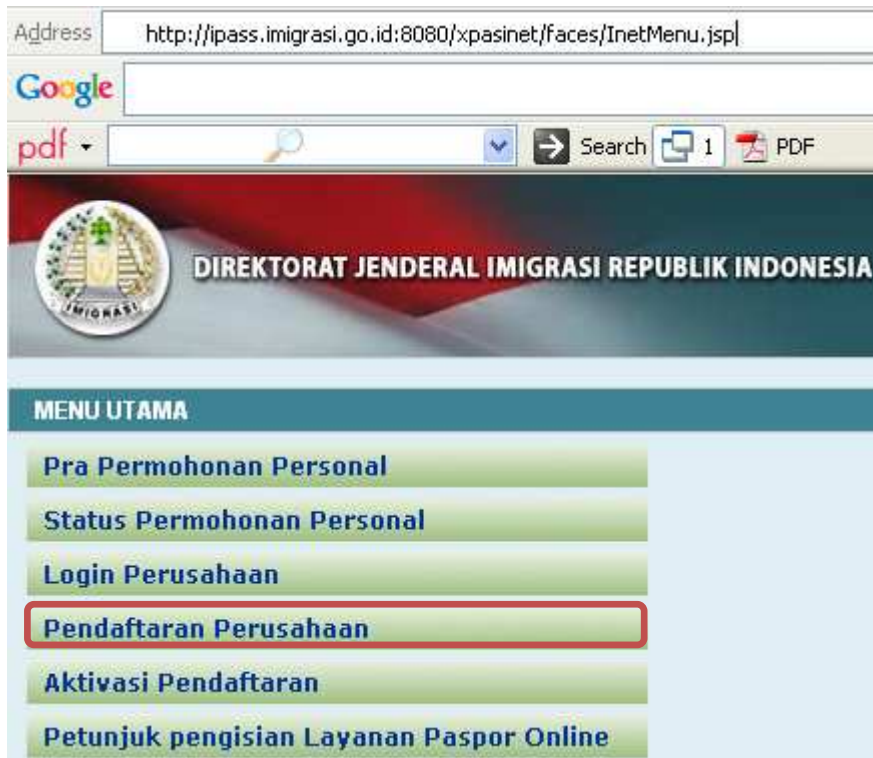 Address http://ipass.imigrasi.go.id:8080/xpasinet/faces/InetMenu.jsp
Google
pdf Search 1 PDF
IMIGRASI
DIREKTORAT JENDERAL IMIGRASI REPUBLIK INDONESIA
MENU UTAMA
Pra Permohonan Personal
Status Permohonan Personal
Login Perusahaan
Pendaftaran Perusahaan
Aktivasi Pendaftaran
Petunjuk pengisian Layanan Paspor Online